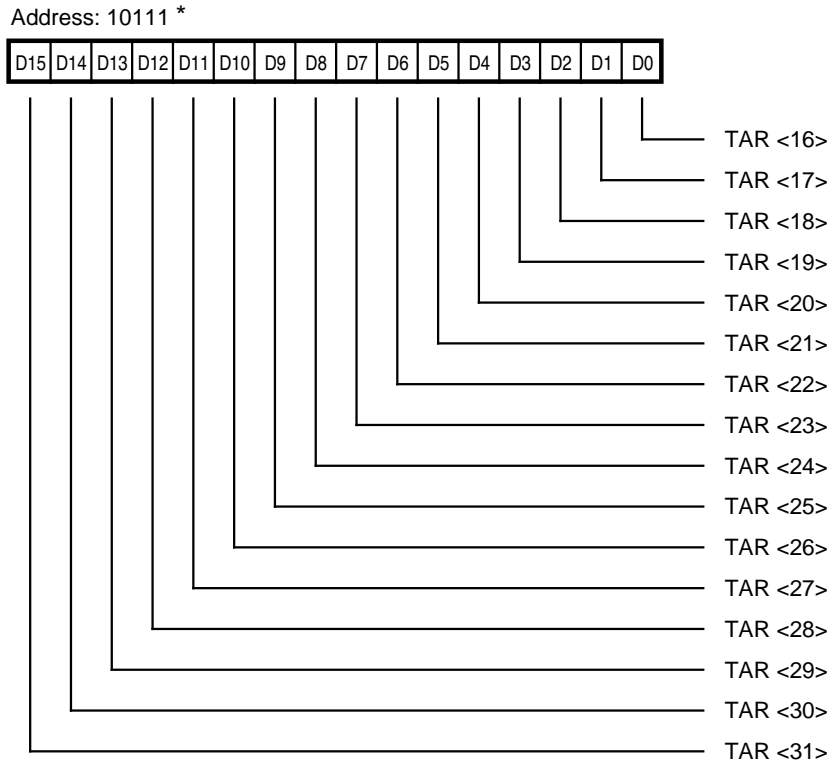 Address: 10111 *
D15 D14 D13 D12 D11 D10 D9 D8 D7 D6 D5 D4 D3 D2 D1 D0
TAR <16>
TAR <17>
TAR <18>
TAR <19>
TAR <20>
TAR <21>
TAR <22>
TAR <23>
TAR <24>
TAR <25>
TAR <26>
TAR <27>
TAR <28>
TAR <29>
TAR <30>
TAR <31>